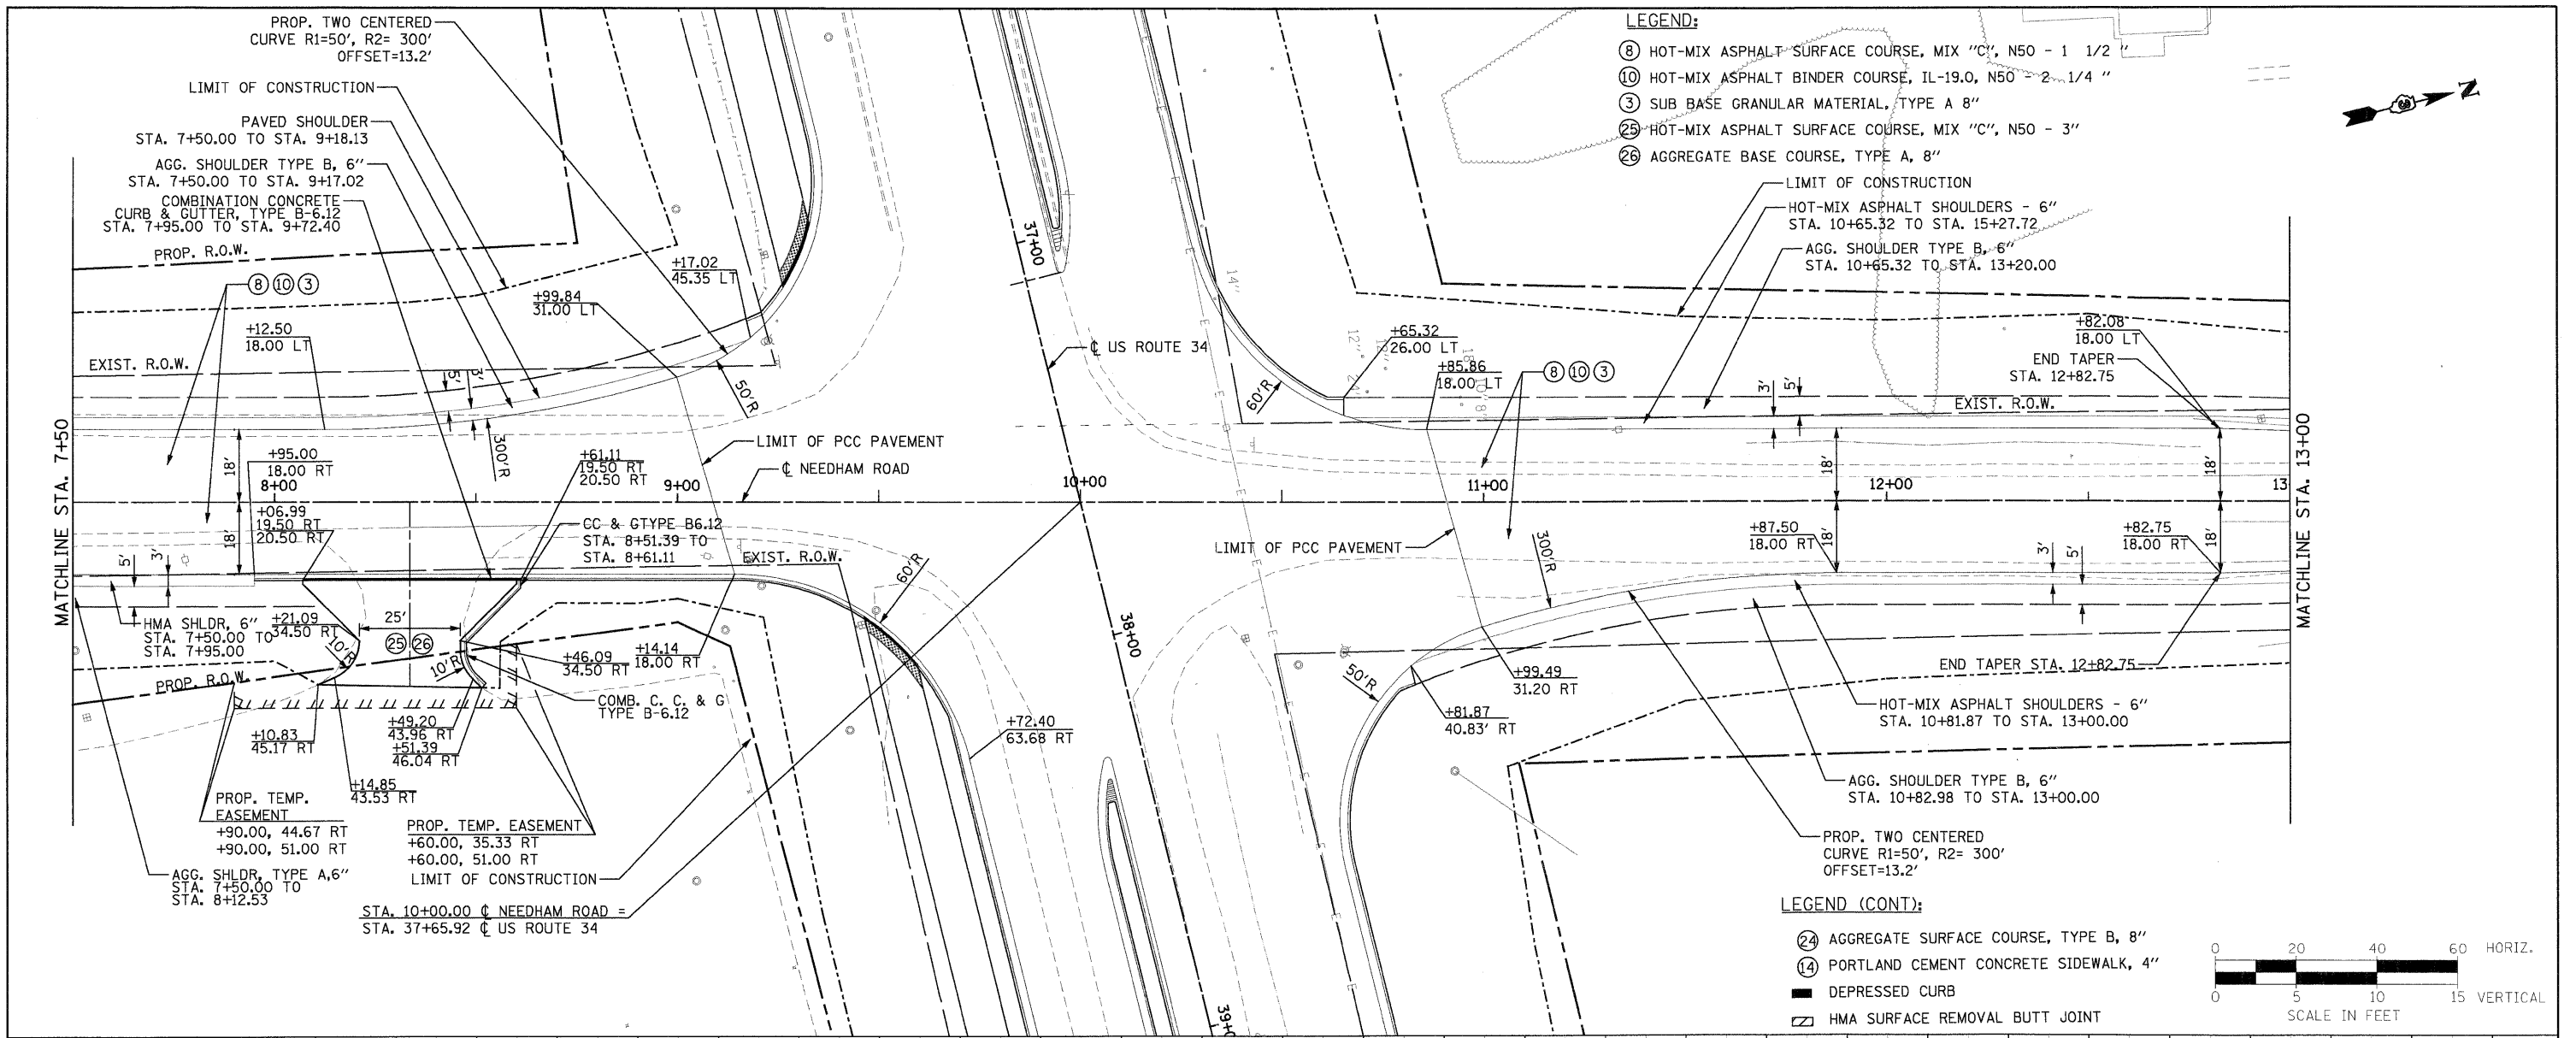 PROP. TWO CENTERED
CURVE R1=50', R2= 300'
OFFSET=13.2'
LIMIT OF CONSTRUCTION
PAVED SHOULDER
STA. 7+50.00 TO STA. 9+18.13
AGG. SHOULDER TYPE B, 6"
STA. 7+50.00 TO STA. 9+17.02
COMBINATION CONCRETE
CURB & GUTTER, TYPE B-6.12
STA. 7+95.00 TO STA. 9+72.40
PROP. R.O.W.
8 10 3
+12.50
18.00 LT
EXIST. R.O.W.
+99.84
31.00 LT
+17.02
45.35 LT
5'
3'
50'R
300'R
MATCHLINE STA. 7+50
18'
+95.00
18.00 RT
8+00
+61.11
19.50 RT
20.50 RT
LIMIT OF PCC PAVEMENT
℄ NEEDHAM ROAD
9+00
10+00
18'
+06.99
19.50 RT
20.50 RT
CC & GTYPE B6.12
STA. 8+51.39 TO
STA. 8+61.11
EXIST. R.O.W.
60'R
5'
3'
HMA SHLDR, 6"
STA. 7+50.00 TO
STA. 7+95.00
+21.09
34.50 RT
25'
25 26
10'R
10'R
+46.09
34.50 RT
+14.14
18.00 RT
PROP. R.O.W.
COMB. C. C. & G
TYPE B-6.12
+10.83
45.17 RT
+49.20
43.96 RT
+51.39
46.04 RT
+14.85
43.53 RT
+72.40
63.68 RT
PROP. TEMP.
EASEMENT
+90.00, 44.67 RT
+90.00, 51.00 RT
PROP. TEMP. EASEMENT
+60.00, 35.33 RT
+60.00, 51.00 RT
LIMIT OF CONSTRUCTION
AGG. SHLDR, TYPE A,6"
STA. 7+50.00 TO
STA. 8+12.53
STA. 10+00.00 ℄ NEEDHAM ROAD =
STA. 37+65.92 ℄ US ROUTE 34
37+00
℄ US ROUTE 34
38+00
39+0
LEGEND:
8 HOT-MIX ASPHALT SURFACE COURSE, MIX "C", N50 - 1 1/2 "
10 HOT-MIX ASPHALT BINDER COURSE, IL-19.0, N50 - 2 1/4 "
3 SUB BASE GRANULAR MATERIAL, TYPE A 8"
25 HOT-MIX ASPHALT SURFACE COURSE, MIX "C", N50 - 3"
26 AGGREGATE BASE COURSE, TYPE A, 8"
N
LIMIT OF CONSTRUCTION
HOT-MIX ASPHALT SHOULDERS - 6"
STA. 10+65.32 TO STA. 15+27.72
AGG. SHOULDER TYPE B, 6"
STA. 10+65.32 TO STA. 13+20.00
14"
12"
+65.32
26.00 LT
+85.86
18.00 LT
8 10 3
60'R
3'
5'
EXIST. R.O.W.
+82.08
18.00 LT
END TAPER
STA. 12+82.75
18'
18'
11+00
12+00
13
MATCHLINE STA. 13+00
LIMIT OF PCC PAVEMENT
300'R
+87.50
18.00 RT
18'
+82.75
18.00 RT
18'
3'
5'
50'R
+99.49
31.20 RT
+81.87
40.83' RT
END TAPER STA. 12+82.75
HOT-MIX ASPHALT SHOULDERS - 6"
STA. 10+81.87 TO STA. 13+00.00
AGG. SHOULDER TYPE B, 6"
STA. 10+82.98 TO STA. 13+00.00
PROP. TWO CENTERED
CURVE R1=50', R2= 300'
OFFSET=13.2'
LEGEND (CONT):
24 AGGREGATE SURFACE COURSE, TYPE B, 8"
14 PORTLAND CEMENT CONCRETE SIDEWALK, 4"
DEPRESSED CURB
HMA SURFACE REMOVAL BUTT JOINT
0 20 40 60 HORIZ.
0 5 10 15 VERTICAL
SCALE IN FEET